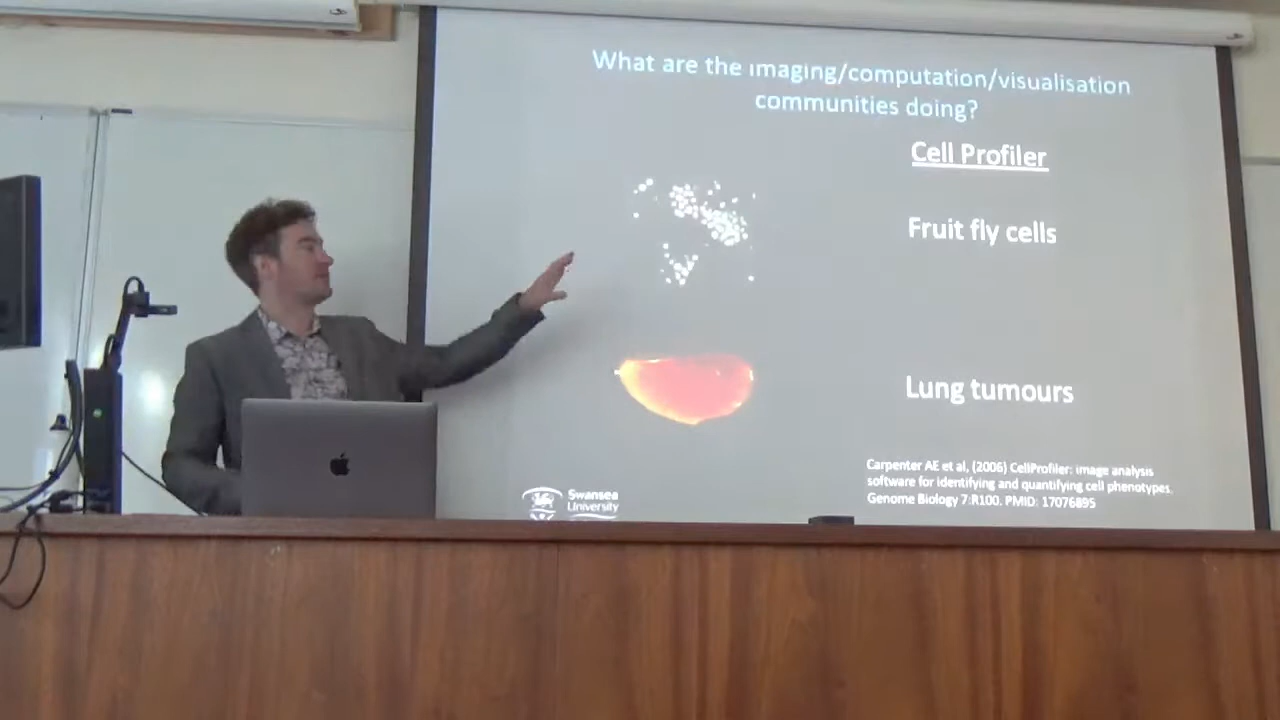 What are the imaging/computation/visualisation
communities doing?
Cell Profiler
Fruit fly cells
Lung tumours
Carpenter AE et al, (2006) CellProfiler: image analysis
software for identifying and quantifying cell phenotypes.
Genome Biology 7:R100. PMID: 17076895
Swansea
University